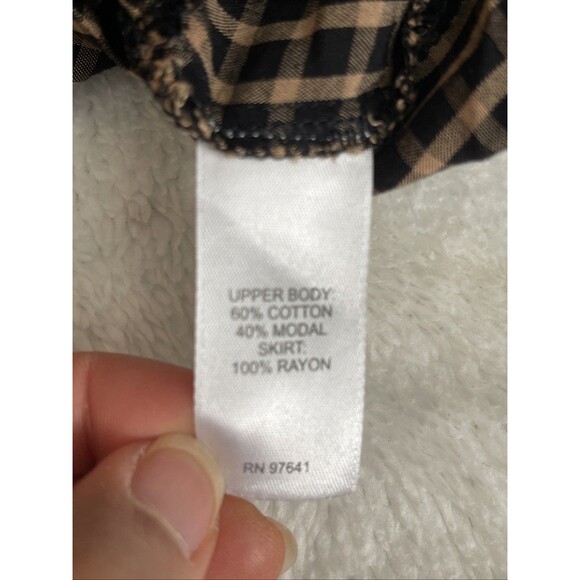 UPPER BODY:
60% COTTON
40% MODAL
SKIRT:
100% RAYON
RN 97641